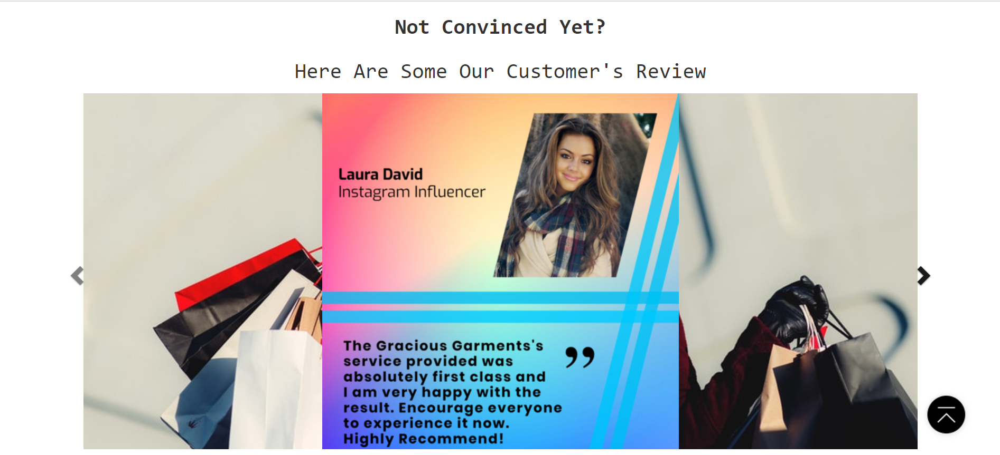 Not Convinced Yet?
Here Are Some Our Customer's Review
Laura David
Instagram Influencer
The Gracious Garments's
service provided was
absolutely first class and
I am very happy with the
result. Encourage everyone
to experience it now.
Highly Recommend!
”